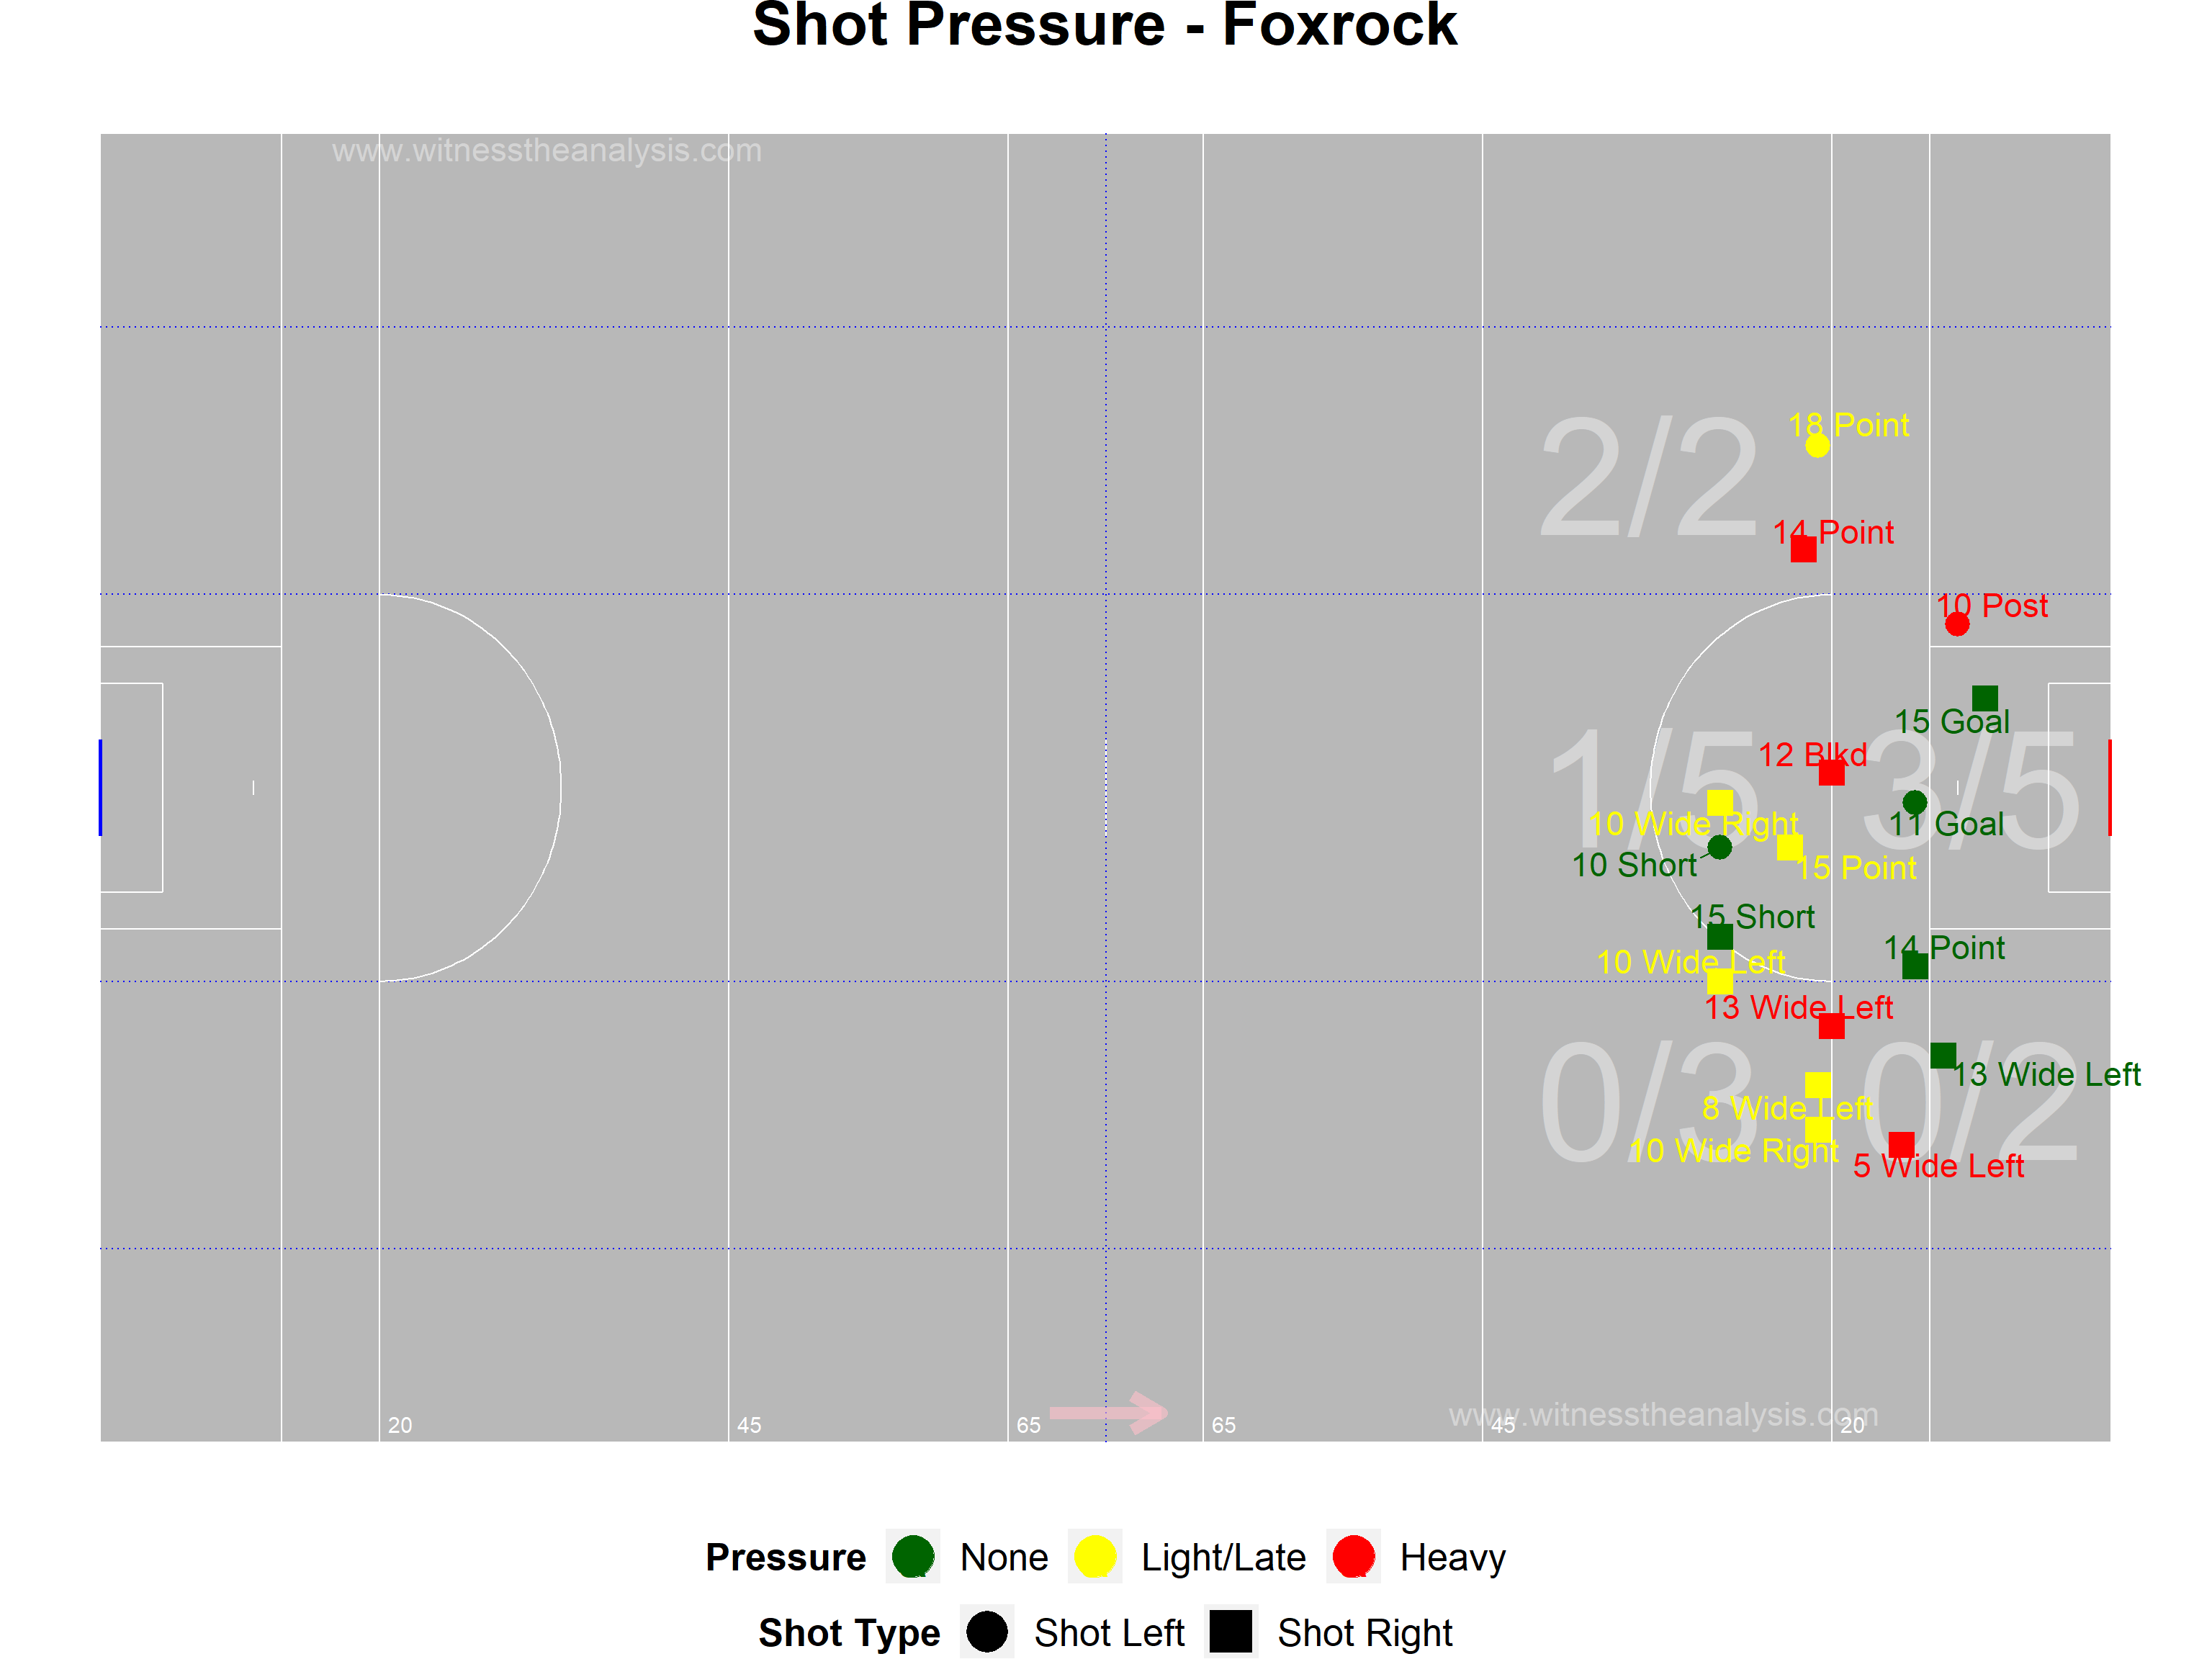 Shot Pressure - Foxrock
www.witnesstheanalysis.com
2/2
18 Point
14 Point
10 Post
15 Goal
1/5
3/5
12 Blkd
10 Wide Right
11 Goal
10 Short
15 Point
15 Short
14 Point
10 Wide Left
13 Wide Left
0/3
0/2
13 Wide Left
8 Wide Left
10 Wide Right
5 Wide Left
www.witnesstheanalysis.com
20 45 65 65 45 20
Pressure None Light/Late Heavy
Shot Type Shot Left Shot Right